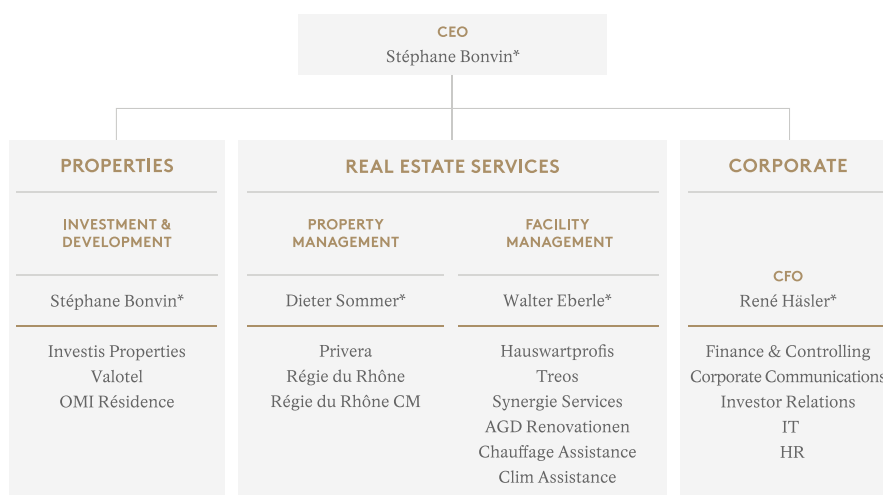 CEO
Stéphane Bonvin*
PROPERTIES
INVESTMENT &
DEVELOPMENT
Stéphane Bonvin*
Investis Properties
Valotel
OMI Résidence
REAL ESTATE SERVICES
PROPERTY
MANAGEMENT
Dieter Sommer*
Privera
Régie du Rhône
Régie du Rhône CM
FACILITY
MANAGEMENT
Walter Eberle*
Hauswartprofis
Treos
Synergie Services
AGD Renovationen
Chauffage Assistance
Clim Assistance
CORPORATE
CFO
René Häsler*
Finance & Controlling
Corporate Communications
Investor Relations
IT
HR